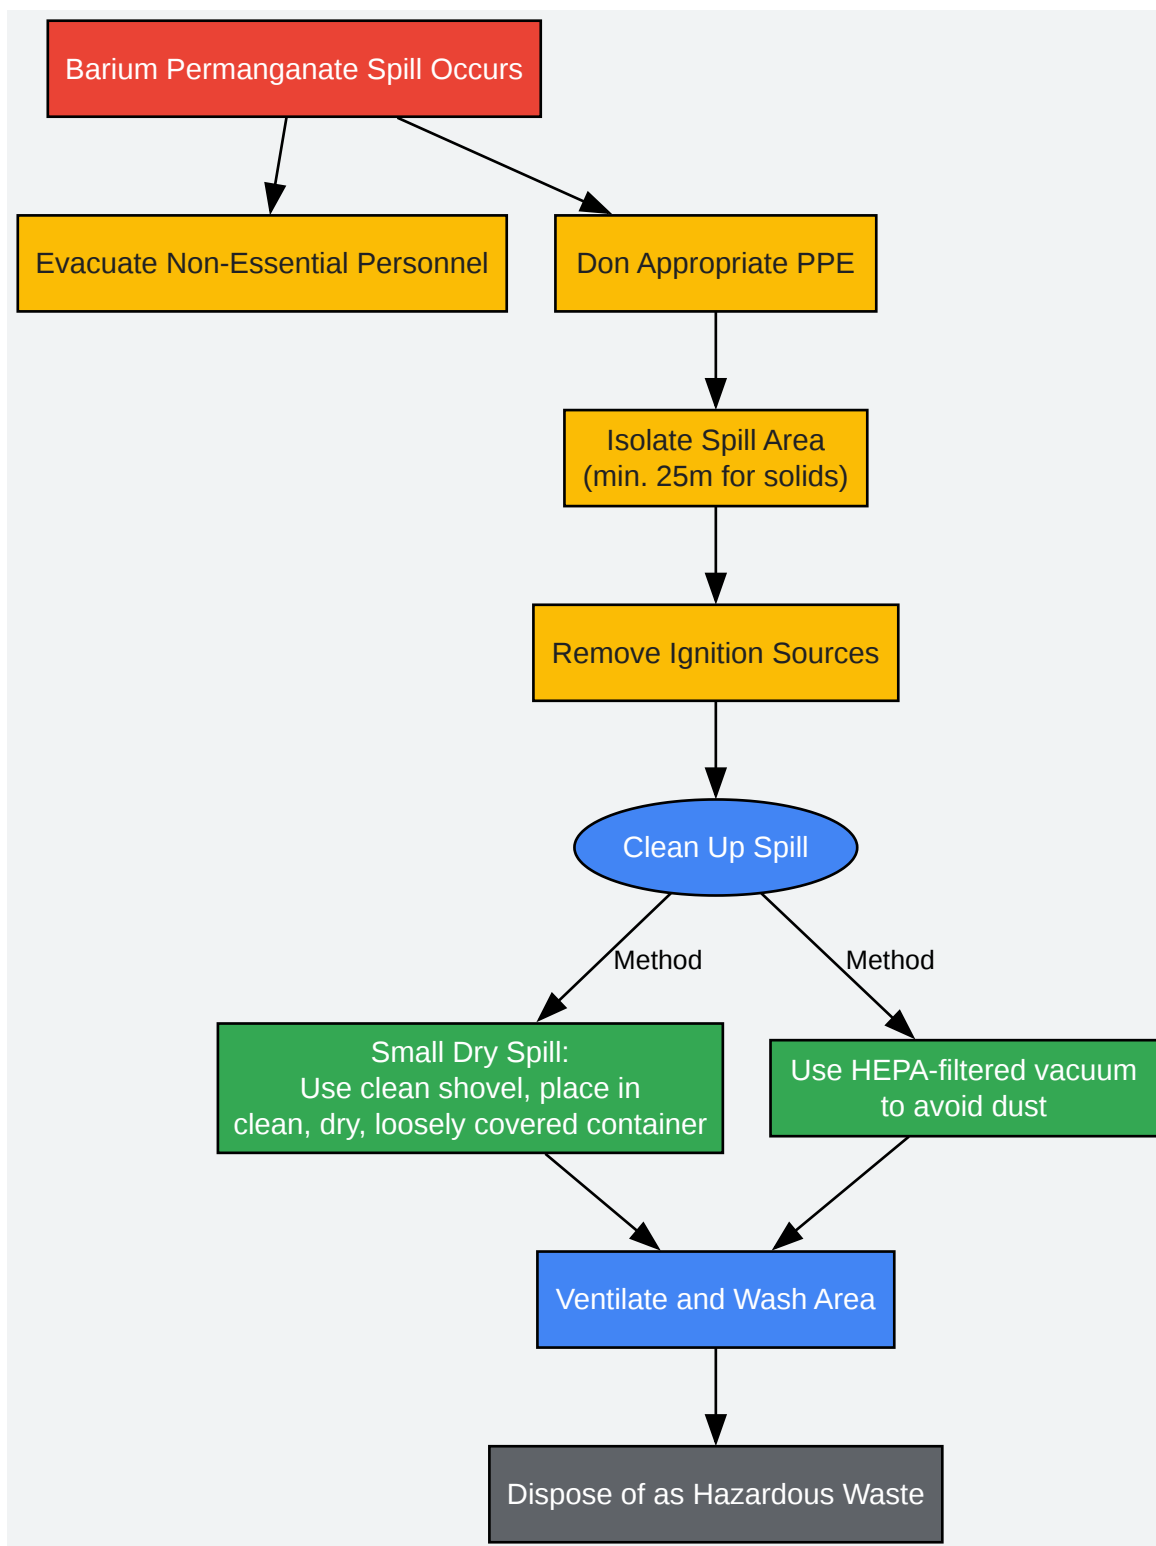 Barium Permanganate Spill Occurs
Evacuate Non-Essential Personnel
Don Appropriate PPE
Isolate Spill Area
(min. 25m for solids)
Remove Ignition Sources
Clean Up Spill
Method
Method
Small Dry Spill:
Use clean shovel, place in
clean, dry, loosely covered container
Use HEPA-filtered vacuum
to avoid dust
Ventilate and Wash Area
Dispose of as Hazardous Waste